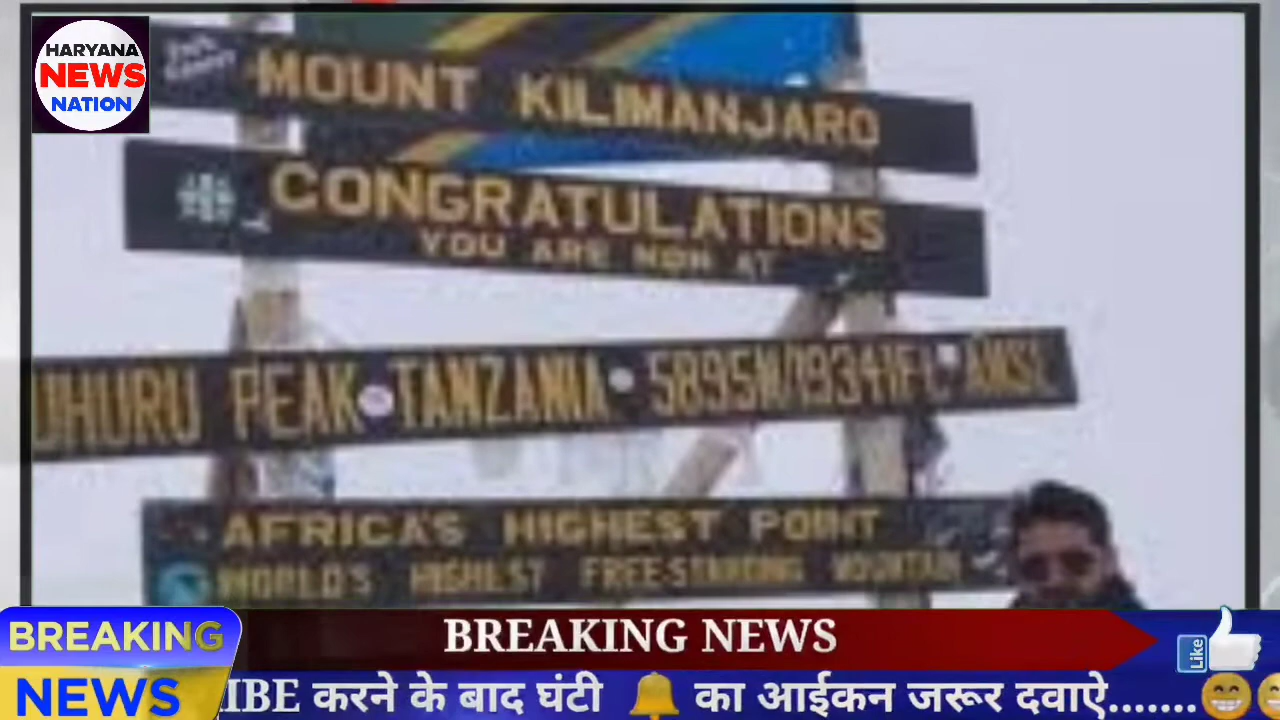 HARYANA
NEWS
NATION
MOUNT KILIMANJARO
CONGRATULATIONS
YOU ARE NOW AT
UHURU PEAK • TANZANIA • 5895M/19341Ft • AMSL
AFRICA'S HIGHEST POINT
WORLD'S HIGHEST FREE-STANDING MOUNTAIN
BREAKING
NEWS
BREAKING NEWS
Like
IBE करने के बाद घंटी 🔔 का आईकन जरूर दवाऐ.......😁